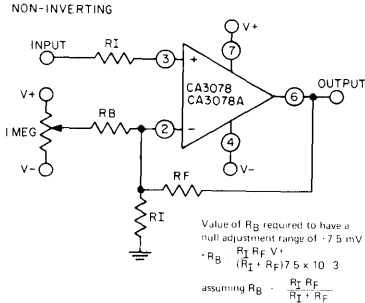 NON-INVERTING
INPUT
RI
3
+
7
V+
CA3078
CA3078A
6
OUTPUT
V+
1 MEG
V-
RB
2
-
4
V-
RF
RI
Value of RB required to have a
null adjustment range of ·7 5 mV
RB - RI RF V+
(RI + RF) 7.5 x 10 3
assuming RB - RI RF
RI + RF